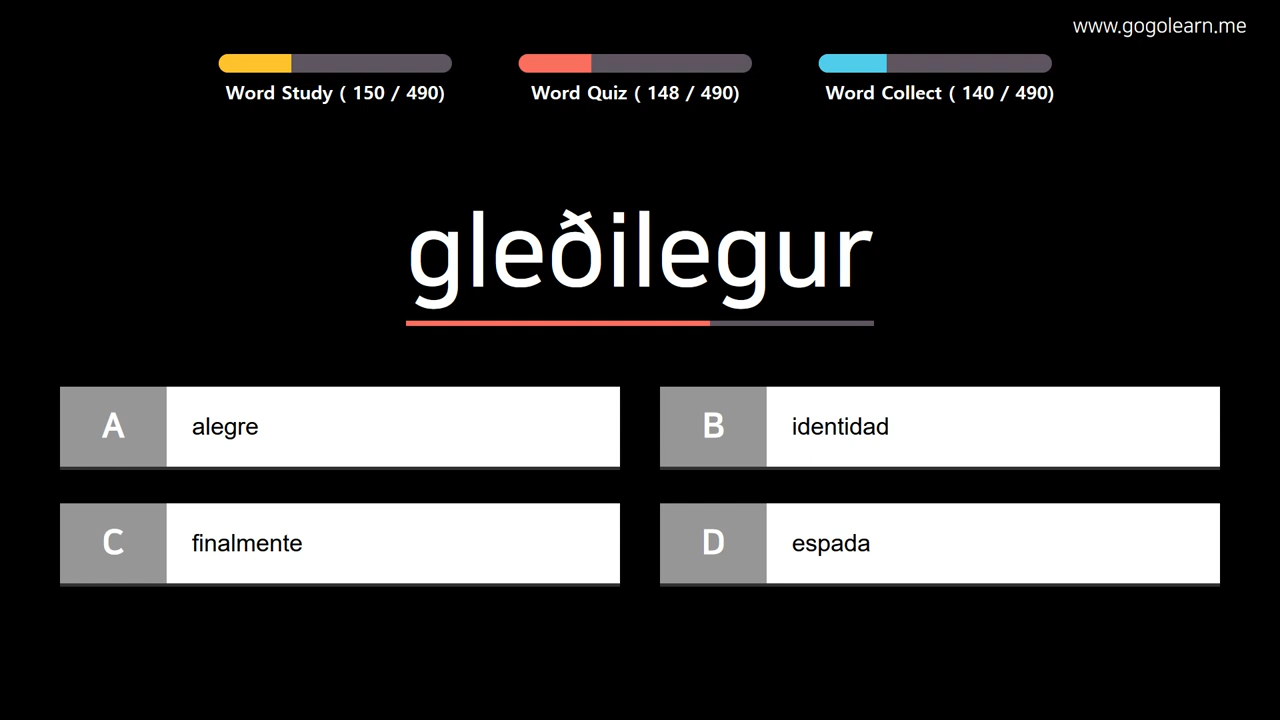 www.gogolearn.me
Word Study ( 150 / 490)
Word Quiz ( 148 / 490)
Word Collect ( 140 / 490)
gleðilegur
A alegre
B identidad
C finalmente
D espada